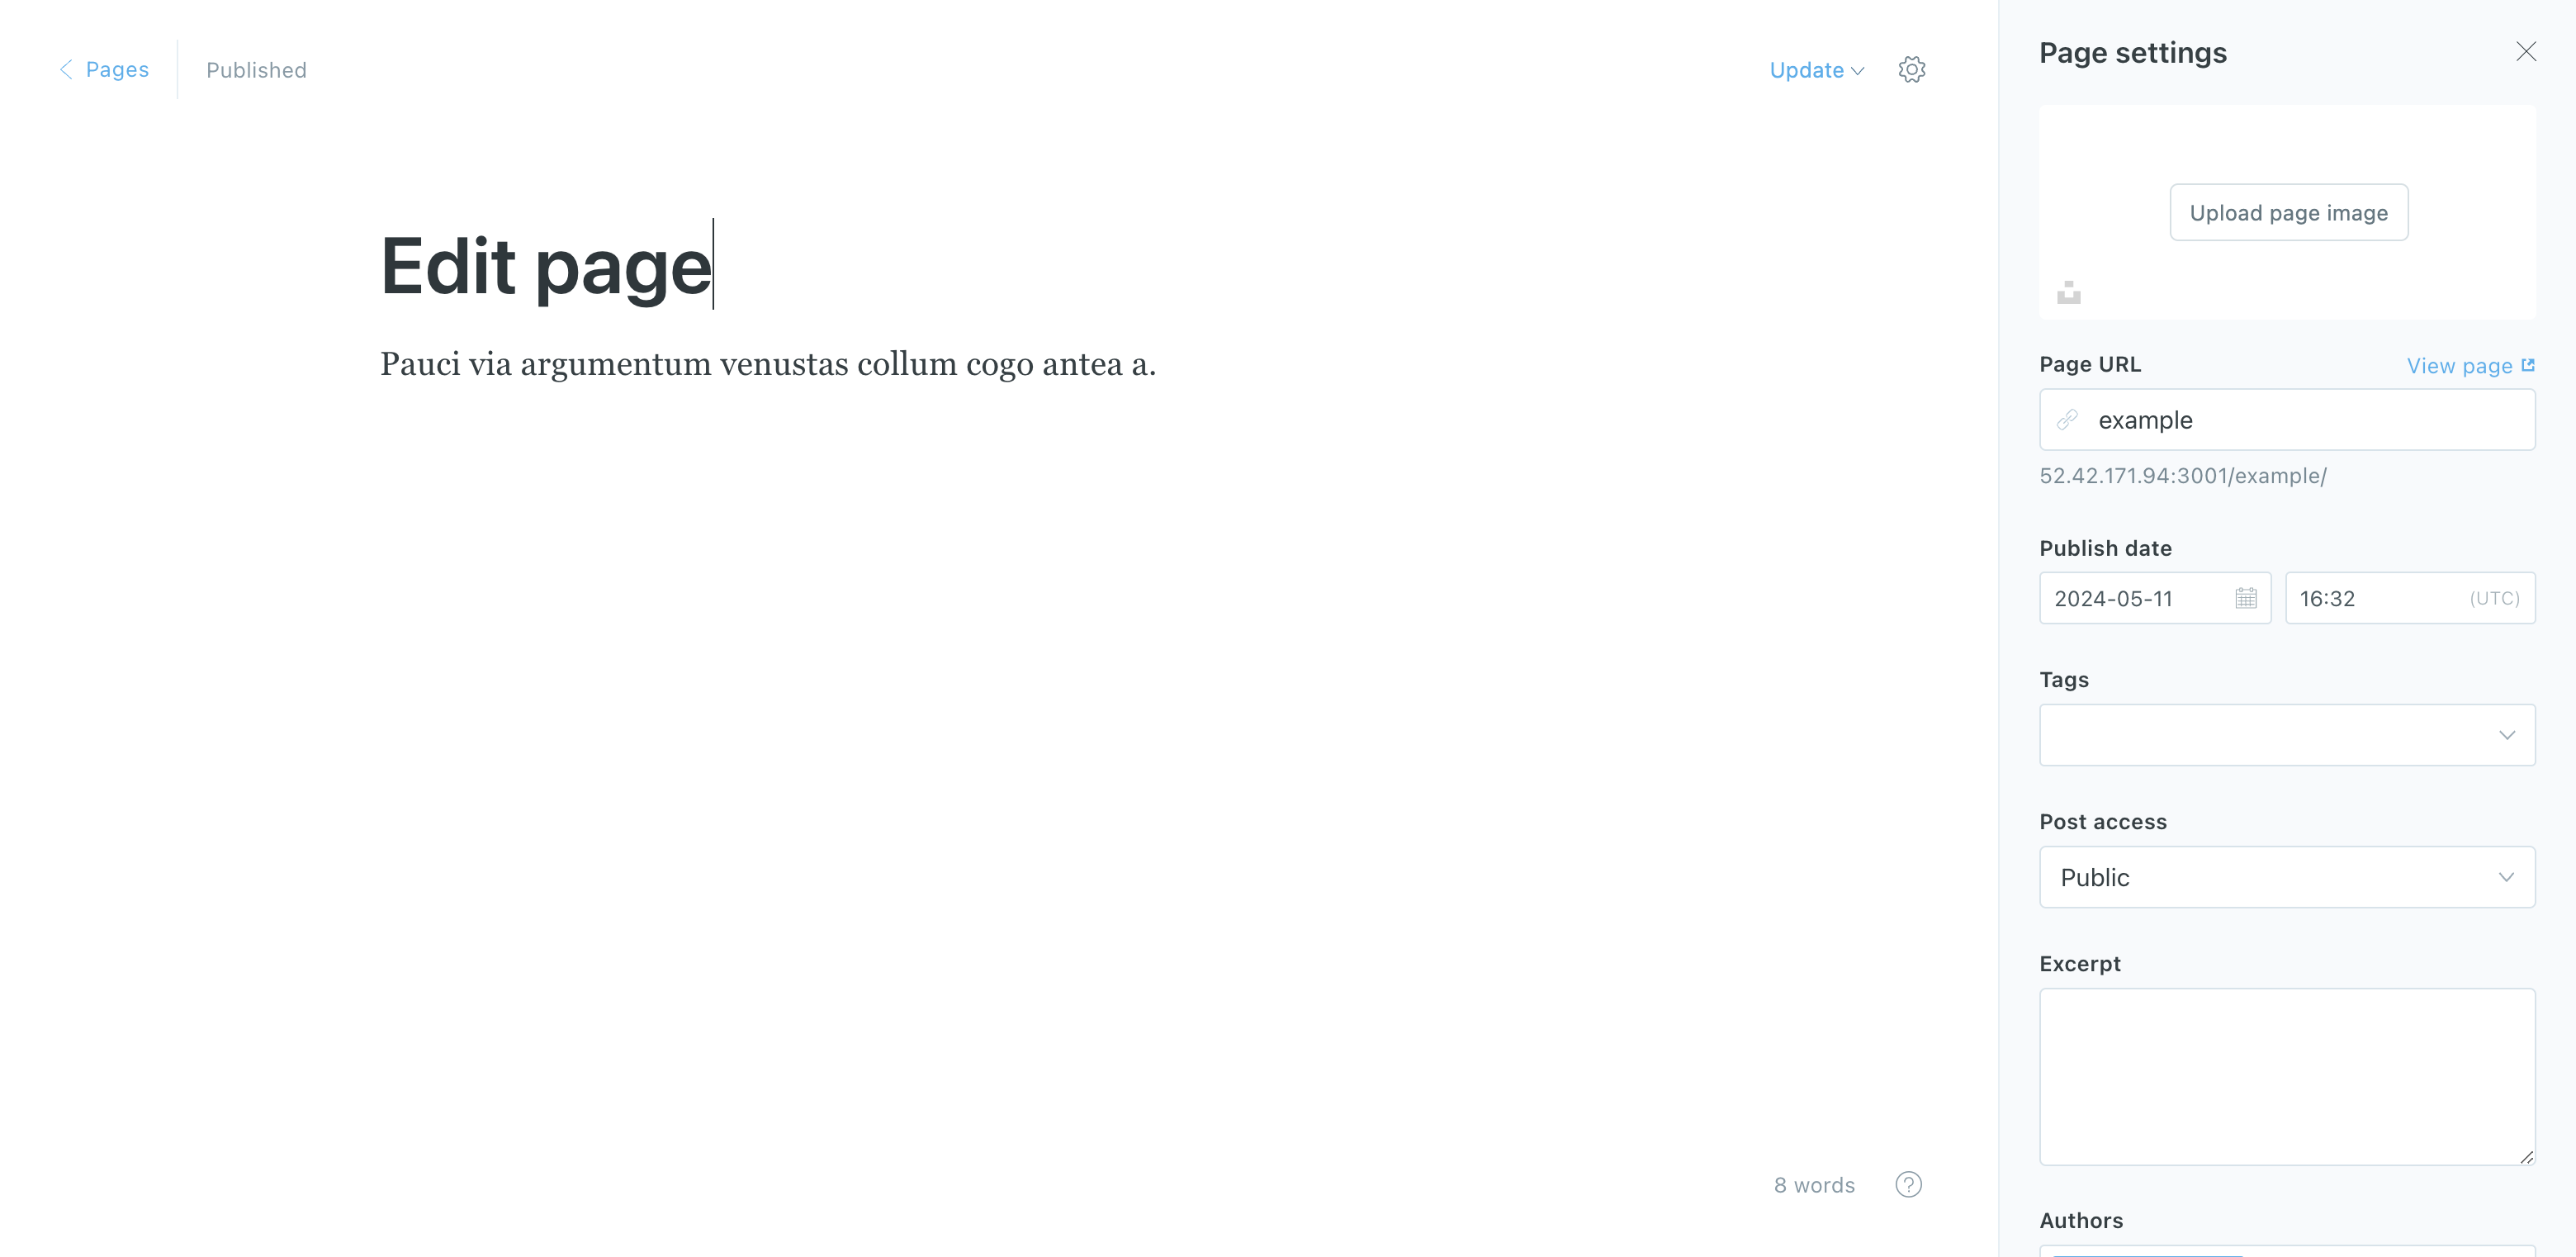 Pages
Published
Update
Edit page
Pauci via argumentum venustas collum cogo antea a.
8 words
?
Page settings
Upload page image
Page URL
View page
example
52.42.171.94:3001/example/
Publish date
2024-05-11
16:32
(UTC)
Tags
Post access
Public
Excerpt
Authors